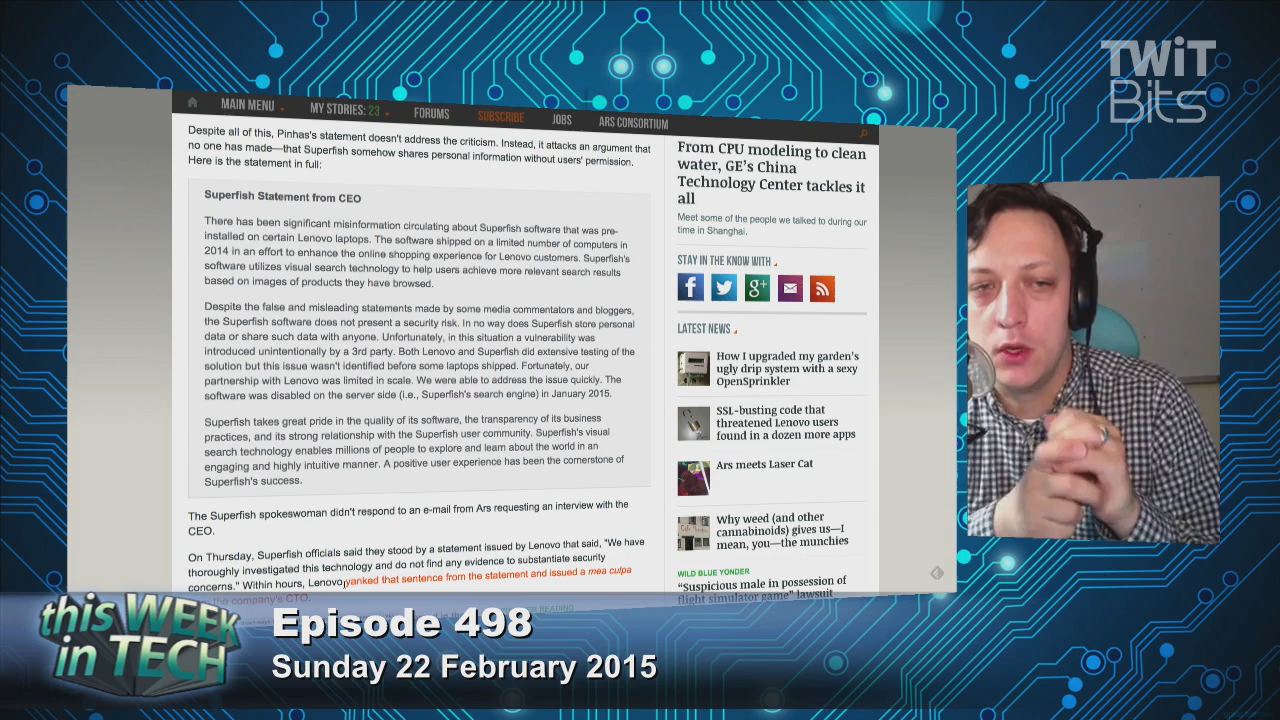 TWiT
Bits
MAIN MENU
MY STORIES: 23
FORUMS
SUBSCRIBE
JOBS
ARS CONSORTIUM
Despite all of this, Pinhas's statement doesn't address the criticism. Instead, it attacks an argument that
no one has made—that Superfish somehow shares personal information without users' permission.
Here is the statement in full:
Superfish Statement from CEO
There has been significant misinformation circulating about Superfish software that was pre-
installed on certain Lenovo laptops. The software shipped on a limited number of computers in
2014 in an effort to enhance the online shopping experience for Lenovo customers. Superfish's
software utilizes visual search technology to help users achieve more relevant search results
based on images of products they have browsed.
Despite the false and misleading statements made by some media commentators and bloggers,
the Superfish software does not present a security risk. In no way does Superfish store personal
data or share such data with anyone. Unfortunately, in this situation a vulnerability was
introduced unintentionally by a 3rd party. Both Lenovo and Superfish did extensive testing of the
solution but this issue wasn't identified before some laptops shipped. Fortunately, our
partnership with Lenovo was limited in scale. We were able to address the issue quickly. The
software was disabled on the server side (i.e., Superfish's search engine) in January 2015.
Superfish takes great pride in the quality of its software, the transparency of its business
practices, and its strong relationship with the Superfish user community. Superfish's visual
search technology enables millions of people to explore and learn about the world in an
engaging and highly intuitive manner. A positive user experience has been the cornerstone of
Superfish's success.
The Superfish spokeswoman didn't respond to an e-mail from Ars requesting an interview with the
CEO.
On Thursday, Superfish officials said they stood by a statement issued by Lenovo that said, "We have
thoroughly investigated this technology and do not find any evidence to substantiate security
concerns." Within hours, Lenovo yanked that sentence from the statement and issued a mea culpa
the company's CTO.
From CPU modeling to clean
water, GE's China
Technology Center tackles it
all
Meet some of the people we talked to during our
time in Shanghai.
STAY IN THE KNOW WITH
f
g+
LATEST NEWS
How I upgraded my garden's
ugly drip system with a sexy
OpenSprinkler
SSL-busting code that
threatened Lenovo users
found in a dozen more apps
Ars meets Laser Cat
Why weed (and other
cannabinoids) gives us—I
mean, you—the munchies
WILD BLUE YONDER
"Suspicious male in possession of
flight simulator game" lawsuit
this WEEK
in TECH
Episode 498
Sunday 22 February 2015